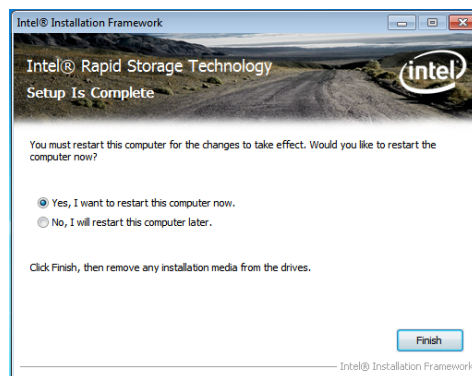 Intel® Installation Framework
Intel® Rapid Storage Technology
Setup Is Complete
intel
You must restart this computer for the changes to take effect. Would you like to restart the
computer now?
Yes, I want to restart this computer now.
No, I will restart this computer later.
Click Finish, then remove any installation media from the drives.
Finish
Intel® Installation Framework